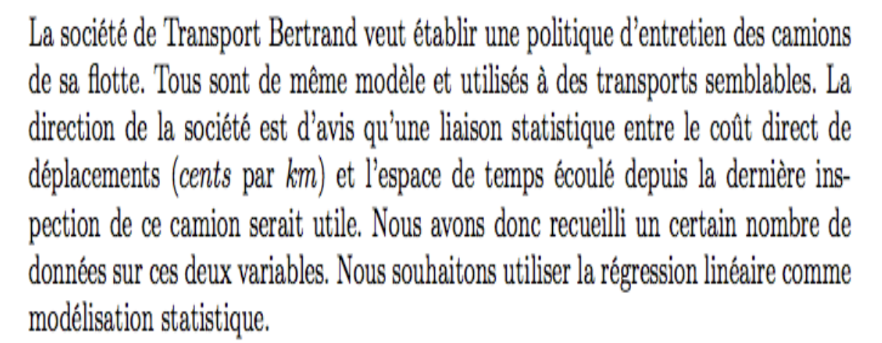 La société de Transport Bertrand veut établir une politique d'entretien des camions
de sa flotte. Tous sont de même modèle et utilisés à des transports semblables. La
direction de la société est d'avis qu'une liaison statistique entre le coût direct de
déplacements (cents par km) et l'espace de temps écoulé depuis la dernière ins-
pection de ce camion serait utile. Nous avons donc recueilli un certain nombre de
données sur ces deux variables. Nous souhaitons utiliser la régression linéaire comme
modélisation statistique.